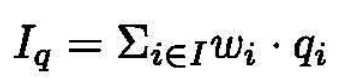 I_q = Σ_{i∈I} w_i · q_i